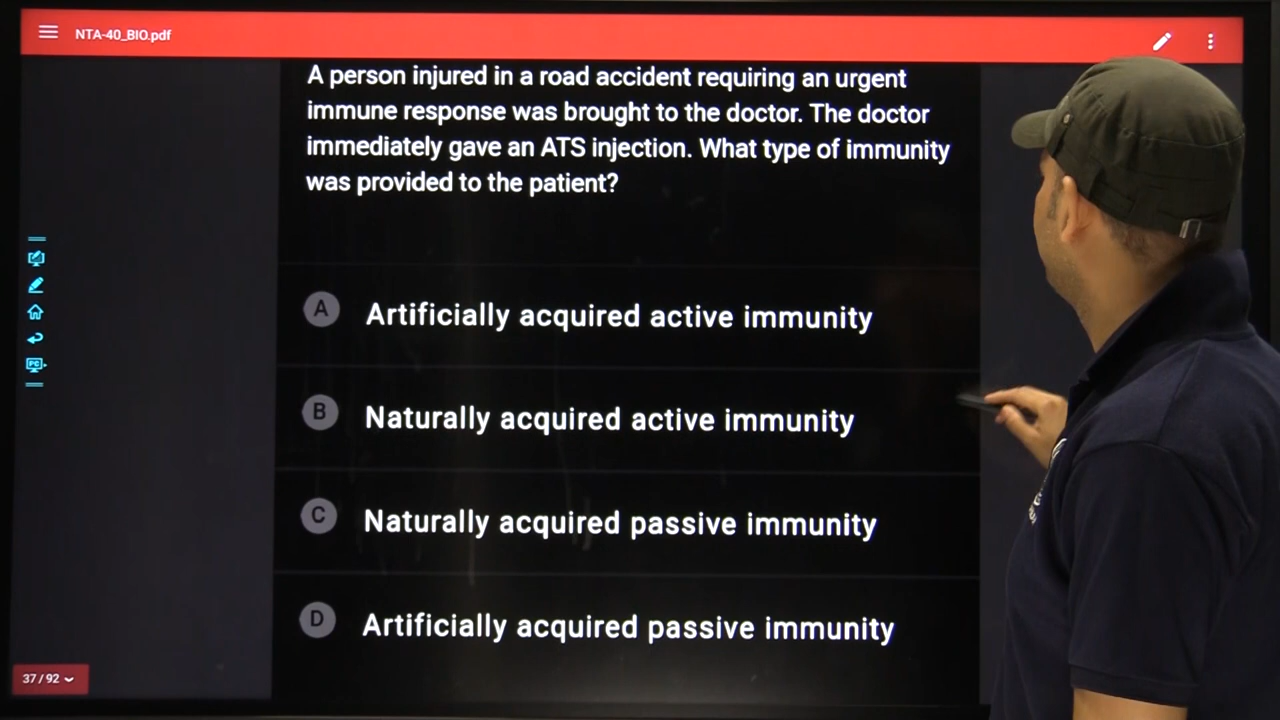 NTA-40_BIO.pdf
A person injured in a road accident requiring an urgent
immune response was brought to the doctor. The doctor
immediately gave an ATS injection. What type of immunity
was provided to the patient?
A Artificially acquired active immunity
B Naturally acquired active immunity
C Naturally acquired passive immunity
D Artificially acquired passive immunity
PC
37 / 92